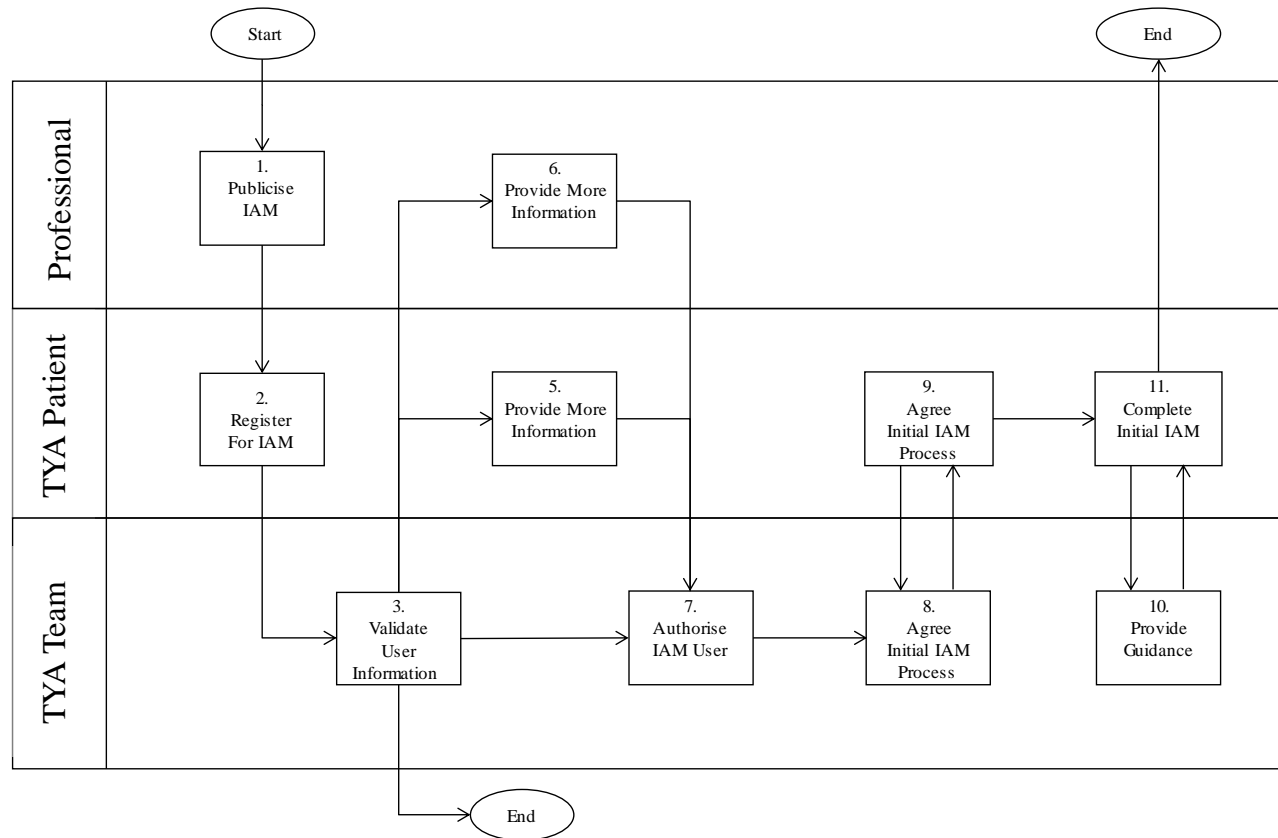 Start
End
Professional
1.
Publicise
IAM
6.
Provide More
Information
TYA Patient
2.
Register
For IAM
5.
Provide More
Information
9.
Agree
Initial IAM
Process
11.
Complete
Initial IAM
TYA Team
3.
Validate
User
Information
7.
Authorise
IAM User
8.
Agree
Initial IAM
Process
10.
Provide
Guidance
End